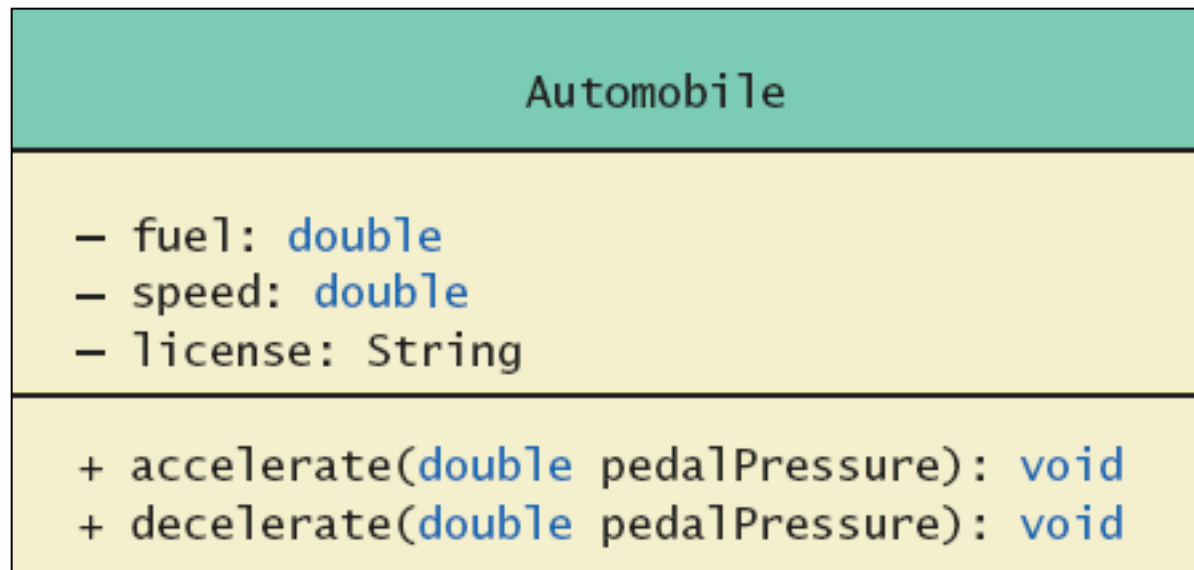 Automobile
– fuel: double
– speed: double
– license: String
+ accelerate(double pedalPressure): void
+ decelerate(double pedalPressure): void